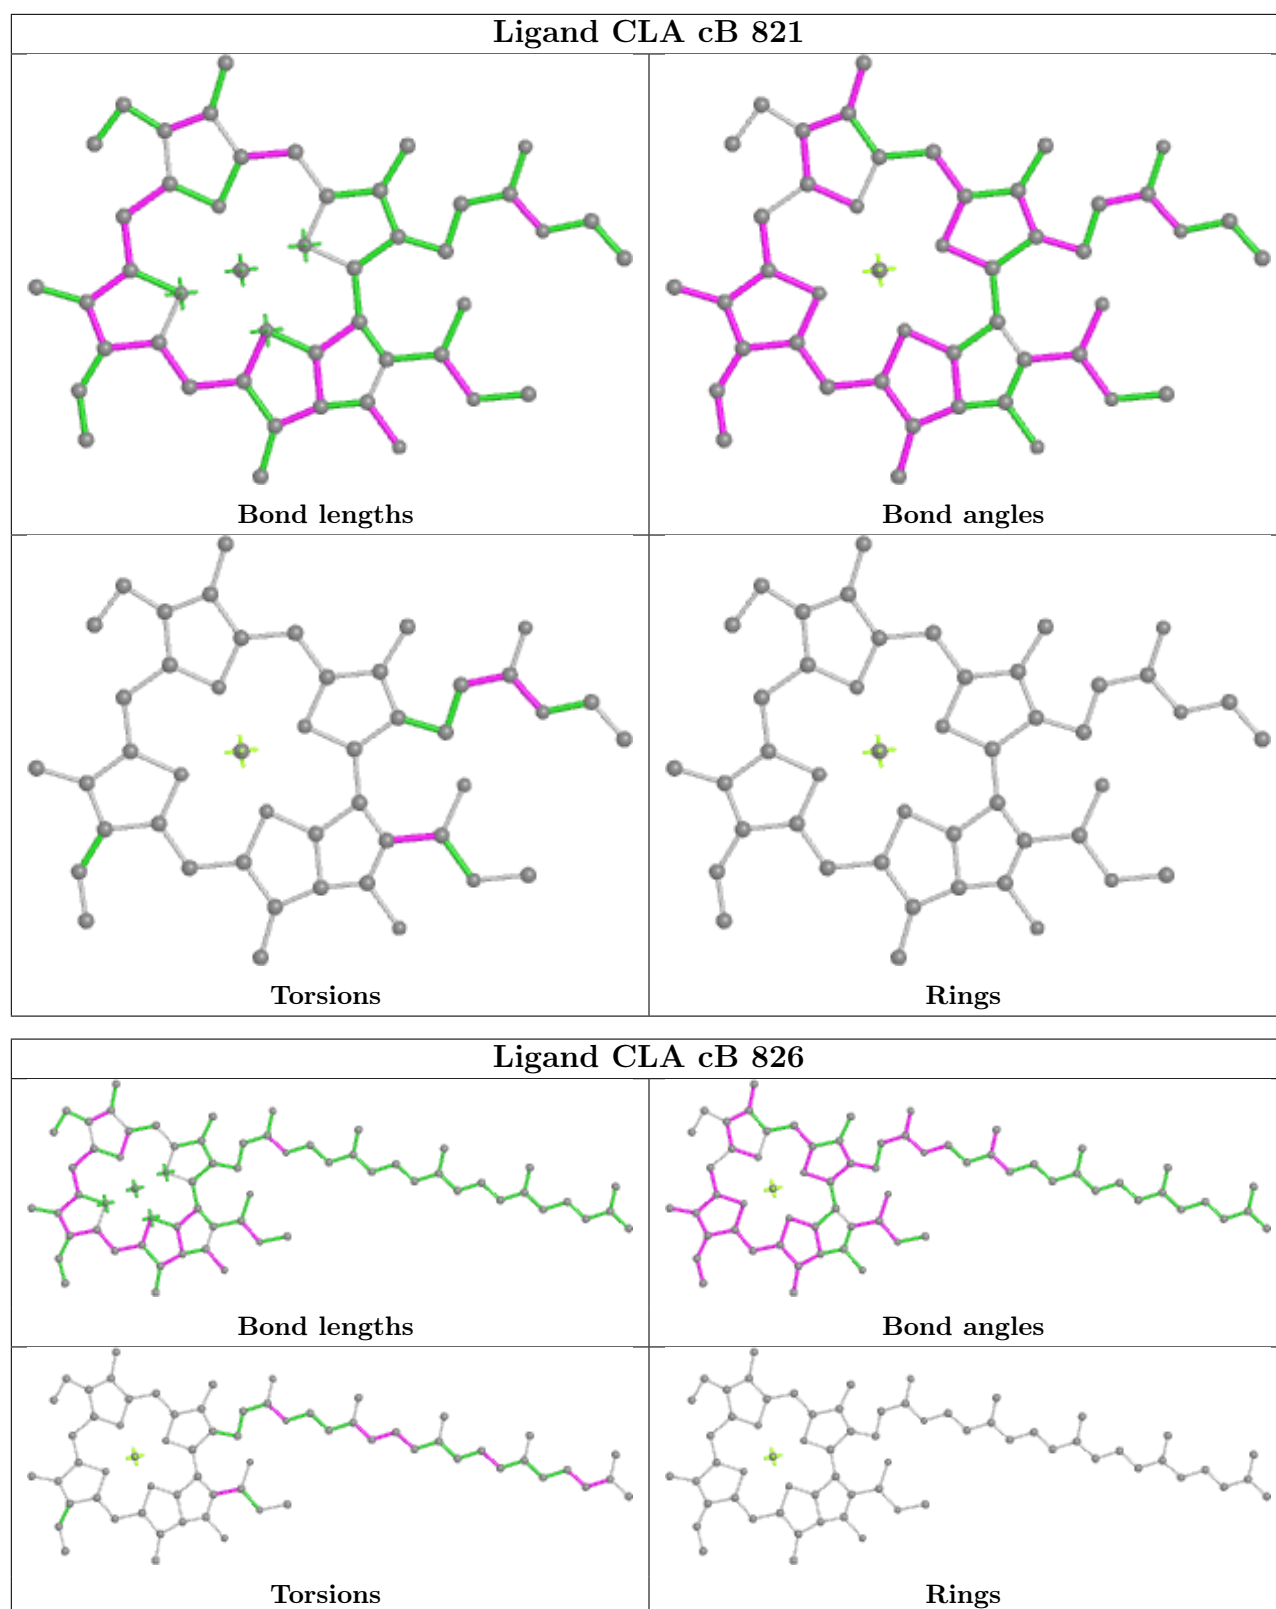 Ligand CLA cB 821
Bond lengths
Bond angles
Torsions
Rings
Ligand CLA cB 826
Bond lengths
Bond angles
Torsions
Rings